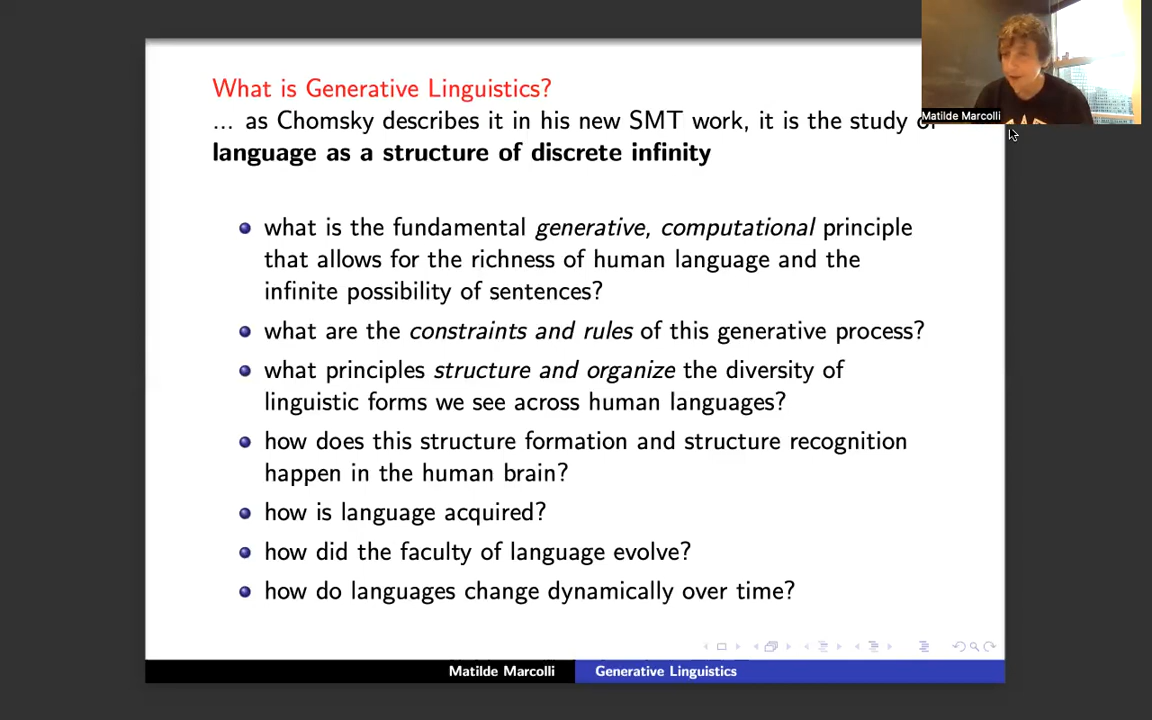 What is Generative Linguistics?
... as Chomsky describes it in his new SMT work, it is the study of
language as a structure of discrete infinity
what is the fundamental generative, computational principle
that allows for the richness of human language and the
infinite possibility of sentences?
what are the constraints and rules of this generative process?
what principles structure and organize the diversity of
linguistic forms we see across human languages?
how does this structure formation and structure recognition
happen in the human brain?
how is language acquired?
how did the faculty of language evolve?
how do languages change dynamically over time?
Matilde Marcolli
Matilde Marcolli Generative Linguistics